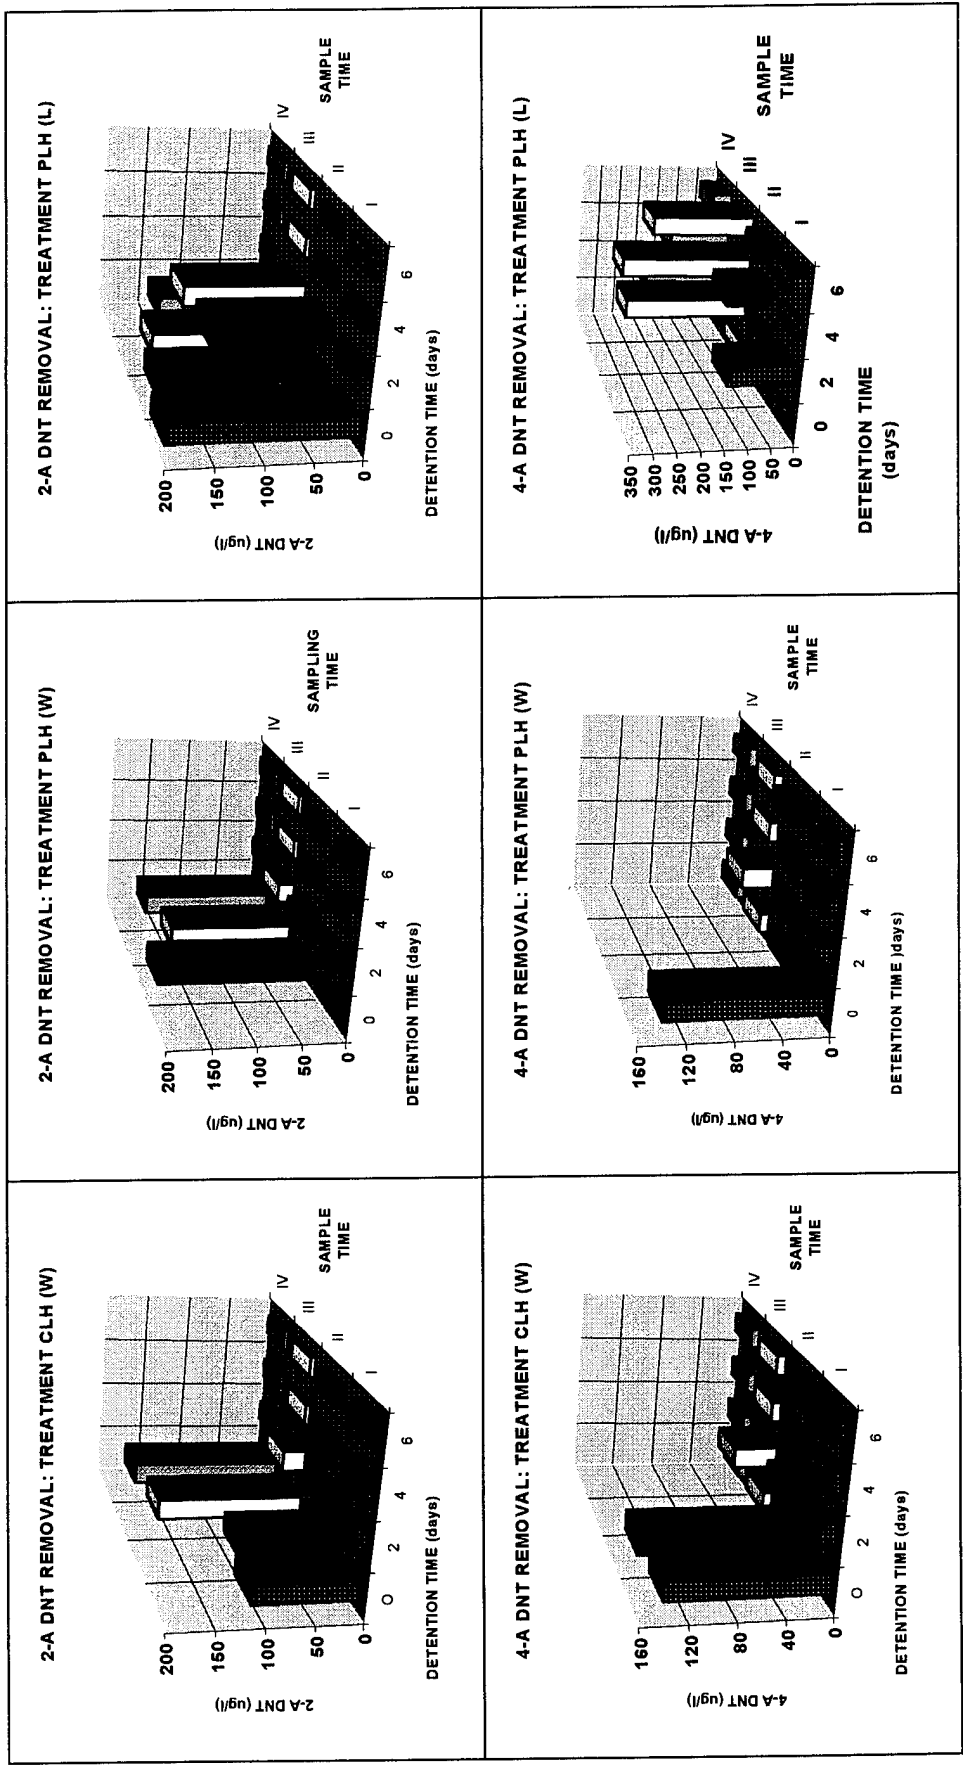 2-A DNT REMOVAL: TREATMENT CLH (W)
2-A DNT (ug/l)
200
150
100
50
0
O
2
4
6
DETENTION TIME (days)
I
II
III
IV
SAMPLE
TIME
2-A DNT REMOVAL: TREATMENT PLH (W)
2-A DNT (ug/l)
200
150
100
50
0
0
2
4
6
DETENTION TIME (days)
I
II
III
IV
SAMPLING
TIME
2-A DNT REMOVAL: TREATMENT PLH (L)
2-A DNT (ug/l)
200
150
100
50
0
0
2
4
6
DETENTION TIME (days)
I
II
III
IV
SAMPLE
TIME
4-A DNT REMOVAL: TREATMENT CLH (W)
4-A DNT (ug/l)
160
120
80
40
0
O
2
4
6
DETENTION TIME (days)
I
II
III
IV
SAMPLE
TIME
4-A DNT REMOVAL: TREATMENT PLH (W)
4-A DNT (ug/l)
160
120
80
40
0
0
2
4
6
DETENTION TIME )days)
I
II
III
IV
SAMPLE
TIME
4-A DNT REMOVAL: TREATMENT PLH (L)
4-A DNT (ug/l)
350
300
250
200
150
100
50
0
0
2
4
6
DETENTION TIME
(days)
I
II
III
IV
SAMPLE
TIME